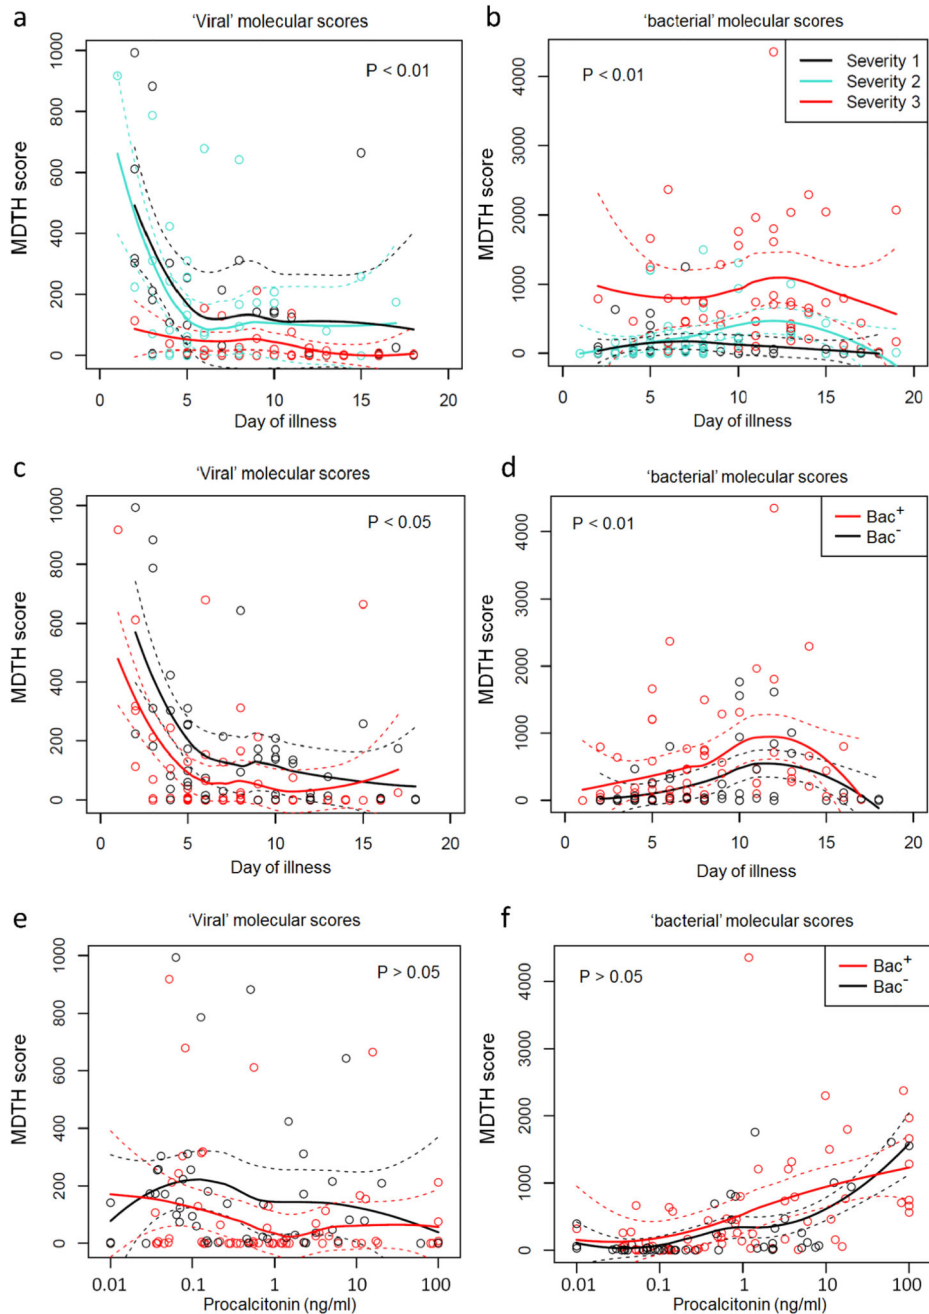 a
'Viral' molecular scores
P < 0.01
MDTH score
0 200 400 600 800 1000
0 5 10 15 20
Day of illness
b
'bacterial' molecular scores
P < 0.01
Severity 1
Severity 2
Severity 3
MDTH score
0 1000 2000 3000 4000
0 5 10 15 20
Day of illness
c
'Viral' molecular scores
P < 0.05
MDTH score
0 200 400 600 800 1000
0 5 10 15 20
Day of illness
d
'bacterial' molecular scores
P < 0.01
Bac+
Bac-
MDTH score
0 1000 2000 3000 4000
0 5 10 15 20
Day of illness
e
'Viral' molecular scores
P > 0.05
MDTH score
0 200 400 600 800 1000
0.01 0.1 1 10 100
Procalcitonin (ng/ml)
f
'bacterial' molecular scores
P > 0.05
Bac+
Bac-
MDTH score
0 1000 2000 3000 4000
0.01 0.1 1 10 100
Procalcitonin (ng/ml)